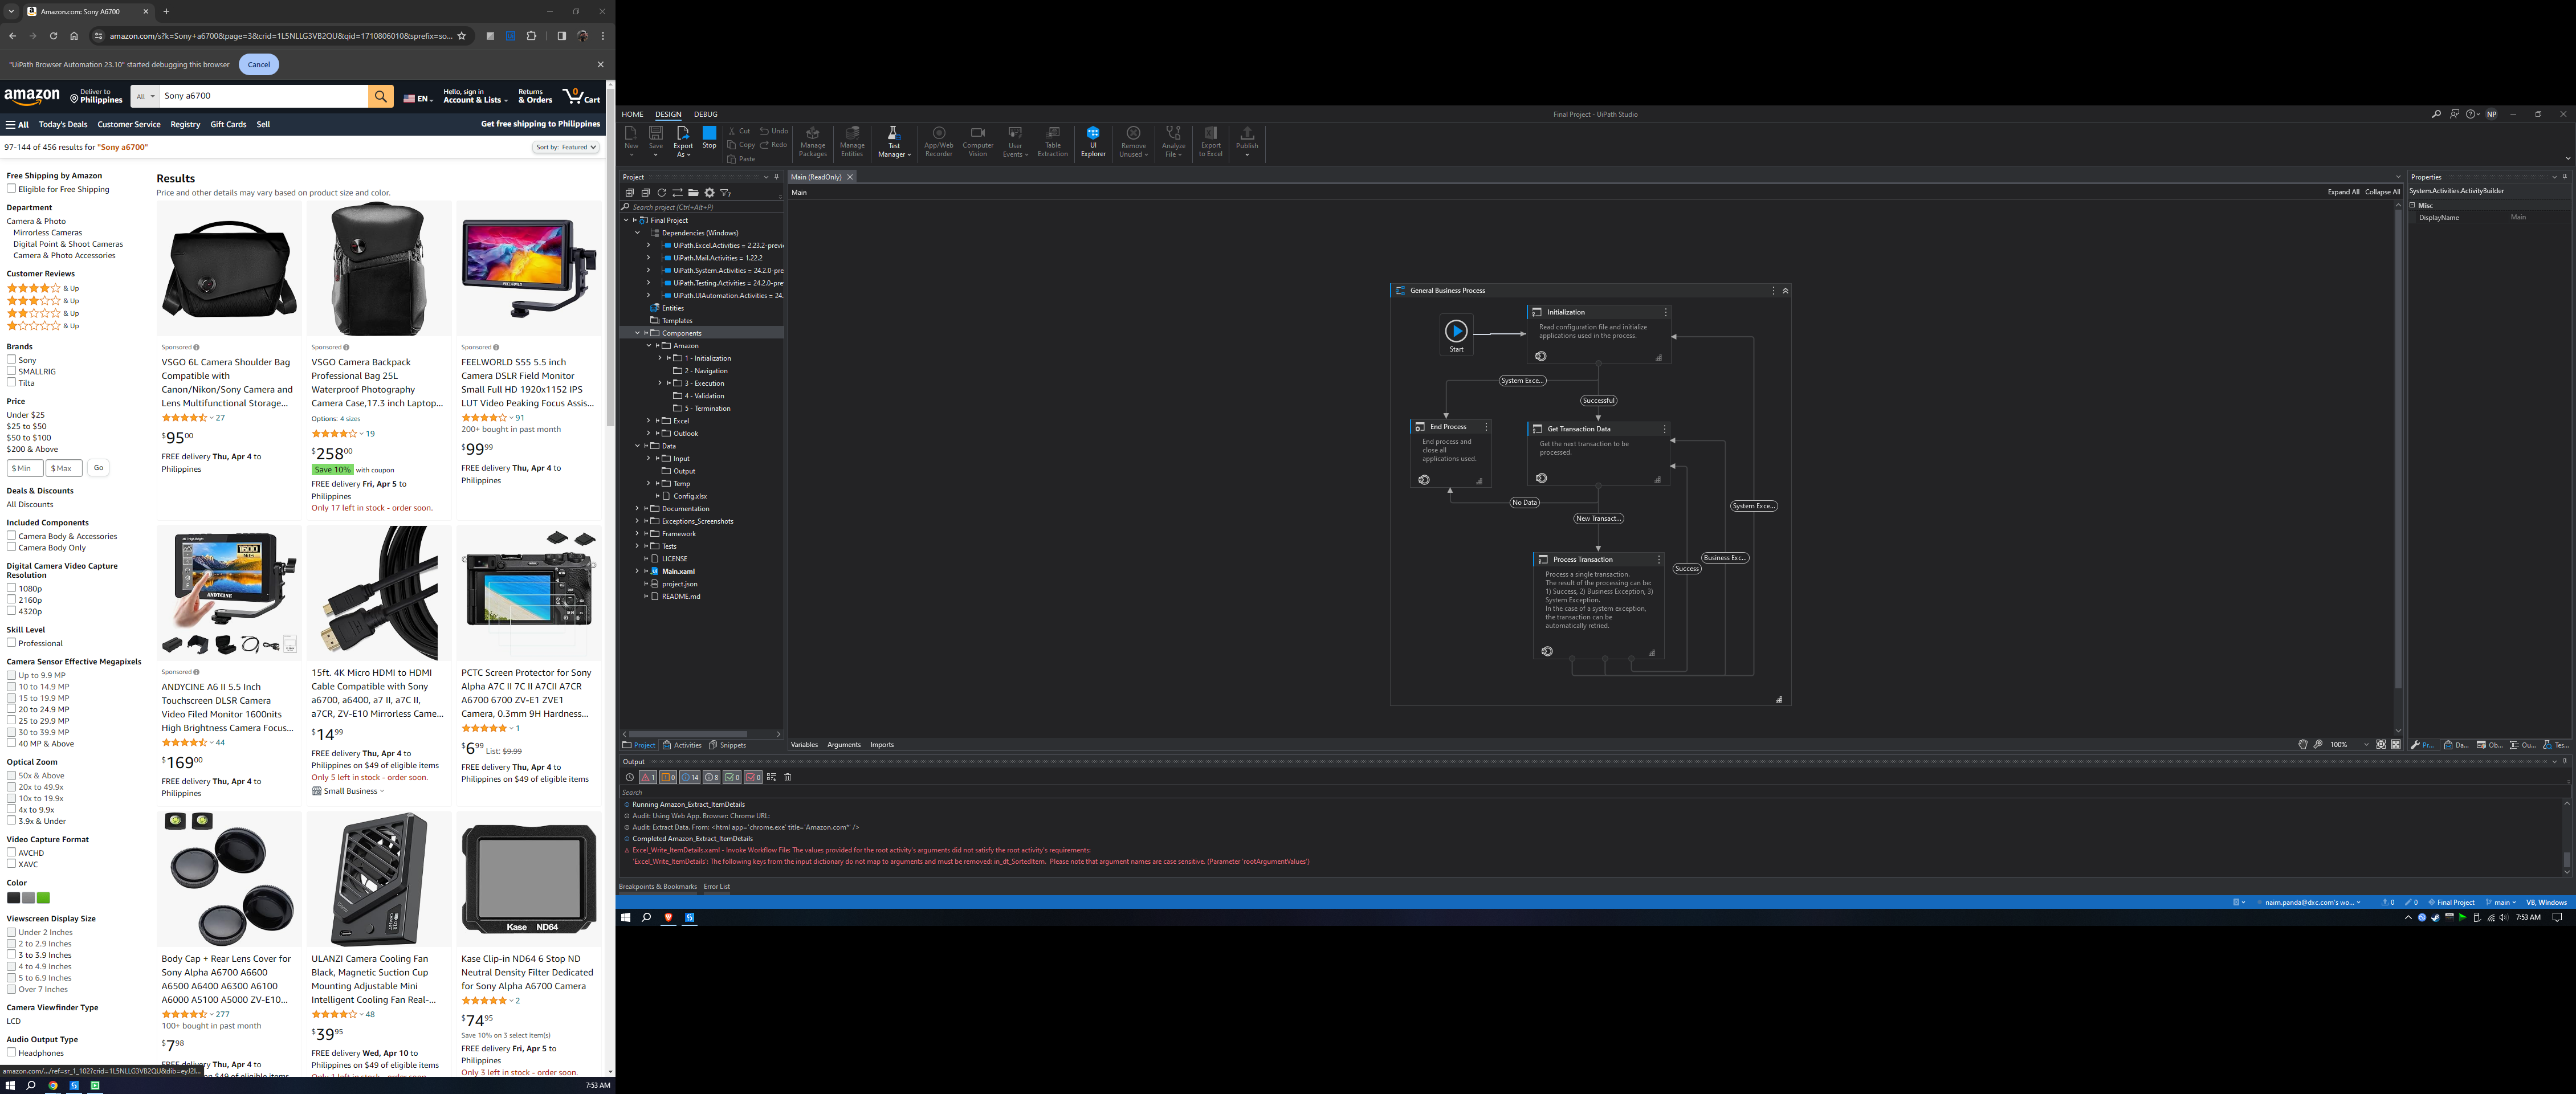 Amazon.com: Sony A6700
amazon.com/s?k=Sony+a6700&page=3&crid=1L5NLLG3VB2QU&qid=1710806010&sprefix=so...
"UiPath Browser Automation 23.10" started debugging this browser
Cancel
amazon
Deliver to
Philippines
All
Sony a6700
EN
Hello, sign in
Account & Lists
Returns
& Orders
0
Cart
All
Today's Deals
Customer Service
Registry
Gift Cards
Sell
Get free shipping to Philippines
97-144 of 456 results for "Sony a6700"
Sort by: Featured
Free Shipping by Amazon
Eligible for Free Shipping
Department
Camera & Photo
Mirrorless Cameras
Digital Point & Shoot Cameras
Camera & Photo Accessories
Customer Reviews
& Up
& Up
& Up
& Up
Brands
Sony
SMALLRIG
Tilta
Price
Under $25
$25 to $50
$50 to $100
$200 & Above
$ Min
$ Max
Go
Deals & Discounts
All Discounts
Included Components
Camera Body & Accessories
Camera Body Only
Digital Camera Video Capture
Resolution
1080p
2160p
4320p
Skill Level
Professional
Camera Sensor Effective Megapixels
Up to 9.9 MP
10 to 14.9 MP
15 to 19.9 MP
20 to 24.9 MP
25 to 29.9 MP
30 to 39.9 MP
40 MP & Above
Optical Zoom
50x & Above
20x to 49.9x
10x to 19.9x
4x to 9.9x
3.9x & Under
Video Capture Format
AVCHD
XAVC
Color
Viewscreen Display Size
Under 2 Inches
2 to 2.9 Inches
3 to 3.9 Inches
4 to 4.9 Inches
5 to 6.9 Inches
Over 7 Inches
Camera Viewfinder Type
LCD
Audio Output Type
Headphones
Results
Price and other details may vary based on product size and color.
Sponsored
VSGO 6L Camera Shoulder Bag
Compatible with
Canon/Nikon/Sony Camera and
Lens Multifunctional Storage...
27
$9500
FREE delivery Thu, Apr 4 to
Philippines
Sponsored
VSGO Camera Backpack
Professional Bag 25L
Waterproof Photography
Camera Case,17.3 inch Laptop...
Options: 4 sizes
19
$25800
Save 10% with coupon
FREE delivery Fri, Apr 5 to
Philippines
Only 17 left in stock - order soon.
FEELWORLD
Sponsored
FEELWORLD S55 5.5 inch
Camera DSLR Field Monitor
Small Full HD 1920x1152 IPS
LUT Video Peaking Focus Assis...
91
200+ bought in past month
$9999
FREE delivery Thu, Apr 4 to
Philippines
1600
ANDYCINE
Sponsored
ANDYCINE A6 II 5.5 Inch
Touchscreen DLSR Camera
Video Filed Monitor 1600nits
High Brightness Camera Focus...
44
$16900
FREE delivery Thu, Apr 4 to
Philippines
15ft. 4K Micro HDMI to HDMI
Cable Compatible with Sony
a6700, a6400, a7 II, a7C II,
a7CR, ZV-E10 Mirrorless Came...
$1499
FREE delivery Thu, Apr 4 to
Philippines on $49 of eligible items
Only 5 left in stock - order soon.
Small Business
PCTC Screen Protector for Sony
Alpha A7C II 7C II A7CII A7CR
A6700 6700 ZV-E1 ZVE1
Camera, 0.3mm 9H Hardness...
1
$699 List: $9.99
FREE delivery Thu, Apr 4 to
Philippines on $49 of eligible items
Body Cap + Rear Lens Cover for
Sony Alpha A6700 A6600
A6500 A6400 A6300 A6100
A6000 A5100 A5000 ZV-E10...
277
100+ bought in past month
$798
FREE delivery Thu, Apr 4 to
ULANZI Camera Cooling Fan
Black, Magnetic Suction Cup
Mounting Adjustable Mini
Intelligent Cooling Fan Real-...
48
$3995
FREE delivery Wed, Apr 10 to
Philippines on $49 of eligible items
Kase ND64
Kase Clip-in ND64 6 Stop ND
Neutral Density Filter Dedicated
for Sony Alpha A6700 Camera
2
$7495
Save 10% on 3 select item(s)
FREE delivery Fri, Apr 5 to
Philippines
Only 3 left in stock - order soon.
amazon.com/.../ref=sr_1_102?crid=1L5NLLG3VB2QU&dib=eyJ2I...
7:53 AM
HOME
DESIGN
DEBUG
Final Project - UiPath Studio
NP
New
Save
Export
As
Stop
Cut
Copy
Paste
Undo
Redo
Manage
Packages
Manage
Entities
Test
Manager
App/Web
Recorder
Computer
Vision
User
Events
Table
Extraction
UI
Explorer
Remove
Unused
Analyze
File
Export
to Excel
Publish
Project
Search project (Ctrl+Alt+P)
Final Project
Dependencies (Windows)
UiPath.Excel.Activities = 2.23.2-previ
UiPath.Mail.Activities = 1.22.2
UiPath.System.Activities = 24.2.0-pre
UiPath.Testing.Activities = 24.2.0-pre
UiPath.UIAutomation.Activities = 24.
Entities
Templates
Components
Amazon
1 - Initialization
2 - Navigation
3 - Execution
4 - Validation
5 - Termination
Excel
Outlook
Data
Input
Output
Temp
Config.xlsx
Documentation
Exceptions_Screenshots
Framework
Tests
LICENSE
Main.xaml
project.json
README.md
Project
Activities
Snippets
Main (ReadOnly)
Main
Expand All
Collapse All
General Business Process
Start
Initialization
Read configuration file and initialize
applications used in the process.
System Exce...
Successful
End Process
End process and
close all
applications used.
Get Transaction Data
Get the next transaction to be
processed.
No Data
New Transact...
System Exce...
Business Exc...
Success
Process Transaction
Process a single transaction.
The result of the processing can be:
1) Success, 2) Business Exception, 3)
System Exception.
In the case of a system exception,
the transaction can be
automatically retried.
Variables
Arguments
Imports
100%
Properties
System.Activities.ActivityBuilder
Misc
DisplayName
Main
Pr...
Da...
Ob...
Ou...
Tes...
Output
1
0
14
8
0
0
Search
Running Amazon_Extract_ItemDetails
Audit: Using Web App. Browser: Chrome URL:
Audit: Extract Data. From: <html app='chrome.exe' title='Amazon.com*' />
Completed Amazon_Extract_ItemDetails
Excel_Write_ItemDetails.xaml - Invoke Workflow File: The values provided for the root activity's arguments did not satisfy the root activity's requirements:
'Excel_Write_ItemDetails': The following keys from the input dictionary do not map to arguments and must be removed: in_dt_SortedItem. Please note that argument names are case sensitive. (Parameter 'rootArgumentValues')
Breakpoints & Bookmarks
Error List
naim.panda@dxc.com's wo...
0
0
Final Project
main
VB, Windows
7:53 AM